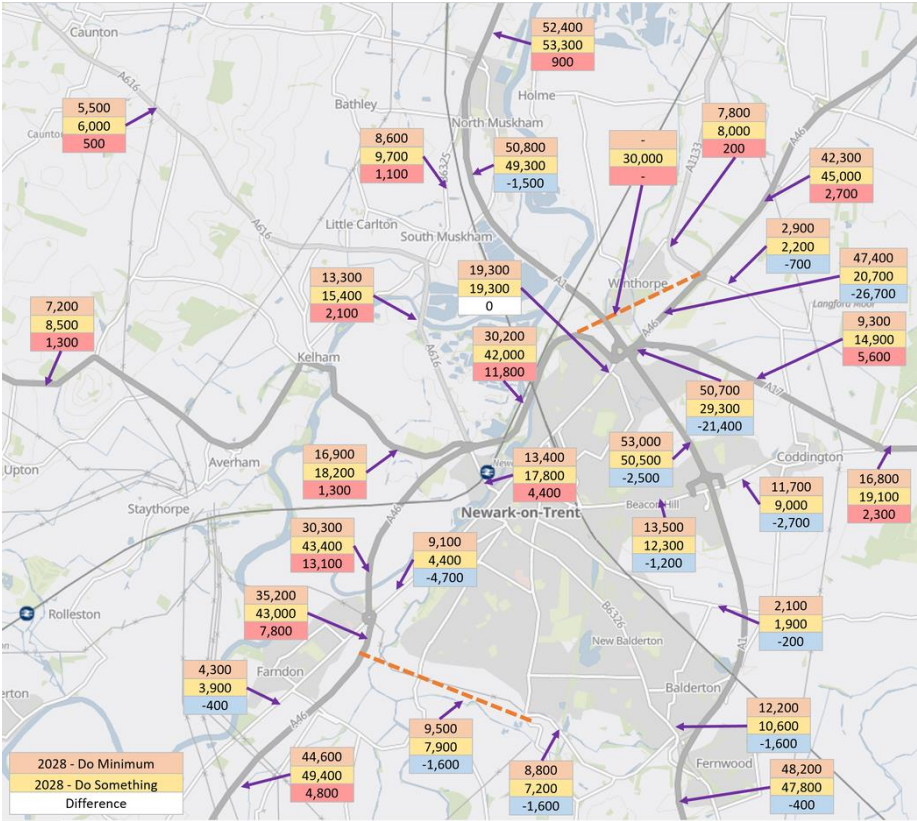 Caunton
A616
5,500
6,000
500
Caunton
Bathley
52,400
53,300
900
Holme
North Muskham
8,600
9,700
1,100
B6325
50,800
49,300
-1,500
-
30,000
-
7,800
8,000
200
A1133
A46
42,300
45,000
2,700
Little Carlton
South Muskham
A616
A1
2,900
2,200
-700
47,400
20,700
-26,700
Langford Moor
13,300
15,400
2,100
19,300
19,300
0
Winthorpe
A46
7,200
8,500
1,300
Kelham
A616
30,200
42,000
11,800
9,300
14,900
5,600
A17
50,700
29,300
-21,400
Upton
Averham
16,900
18,200
1,300
13,400
17,800
4,400
53,000
50,500
-2,500
Coddington
Staythorpe
A46
Newark-on-Trent
Beacon Hill
11,700
9,000
-2,700
16,800
19,100
2,300
30,300
43,400
13,100
9,100
4,400
-4,700
13,500
12,300
-1,200
Rolleston
35,200
43,000
7,800
B6326
New Balderton
2,100
1,900
-200
A1
Farndon
4,300
3,900
-400
A46
Balderton
9,500
7,900
-1,600
12,200
10,600
-1,600
Fernwood
8,800
7,200
-1,600
44,600
49,400
4,800
48,200
47,800
-400
2028 - Do Minimum
2028 - Do Something
Difference